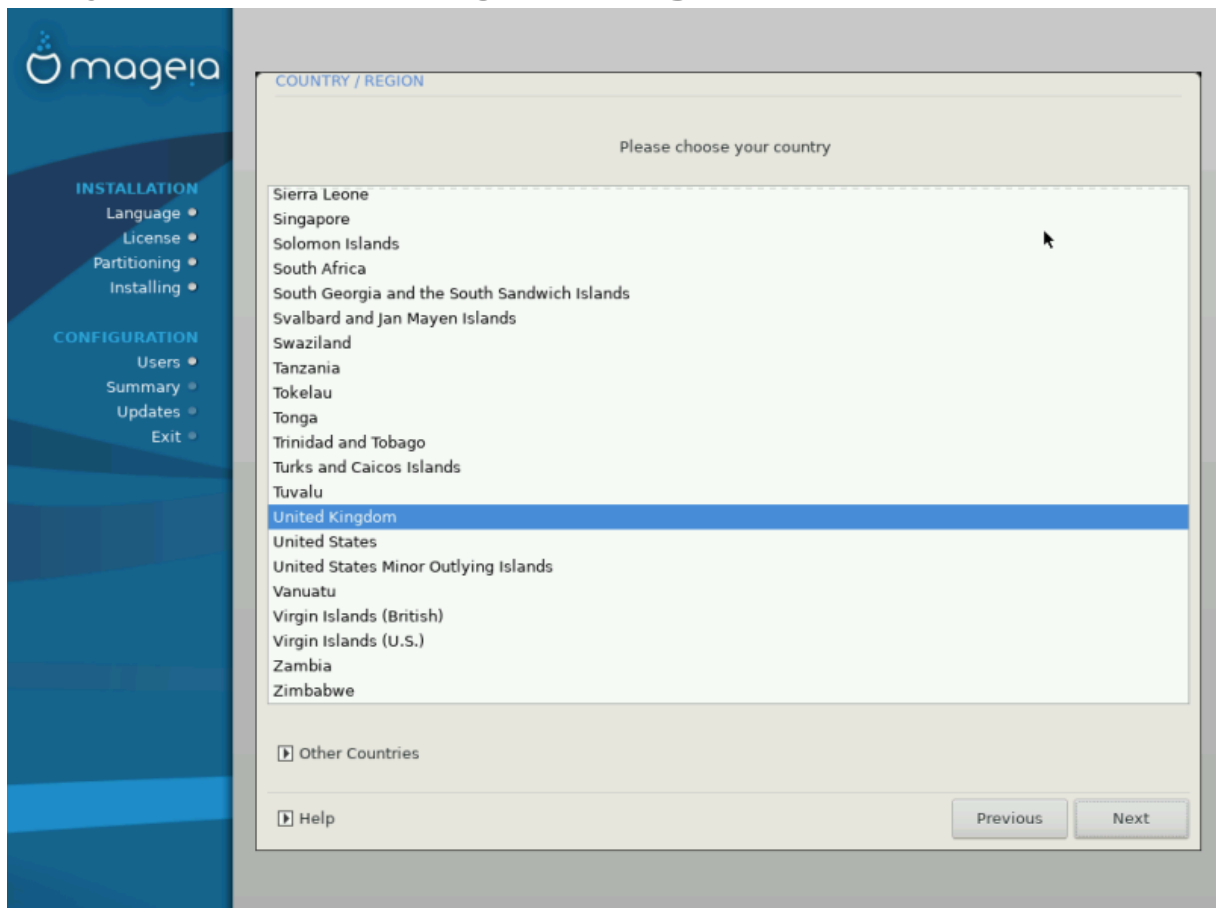 mageia
INSTALLATION
Language
License
Partitioning
Installing
CONFIGURATION
Users
Summary
Updates
Exit
COUNTRY / REGION
Please choose your country
Sierra Leone
Singapore
Solomon Islands
South Africa
South Georgia and the South Sandwich Islands
Svalbard and Jan Mayen Islands
Swaziland
Tanzania
Tokelau
Tonga
Trinidad and Tobago
Turks and Caicos Islands
Tuvalu
United Kingdom
United States
United States Minor Outlying Islands
Vanuatu
Virgin Islands (British)
Virgin Islands (U.S.)
Zambia
Zimbabwe
Other Countries
Help
Previous
Next